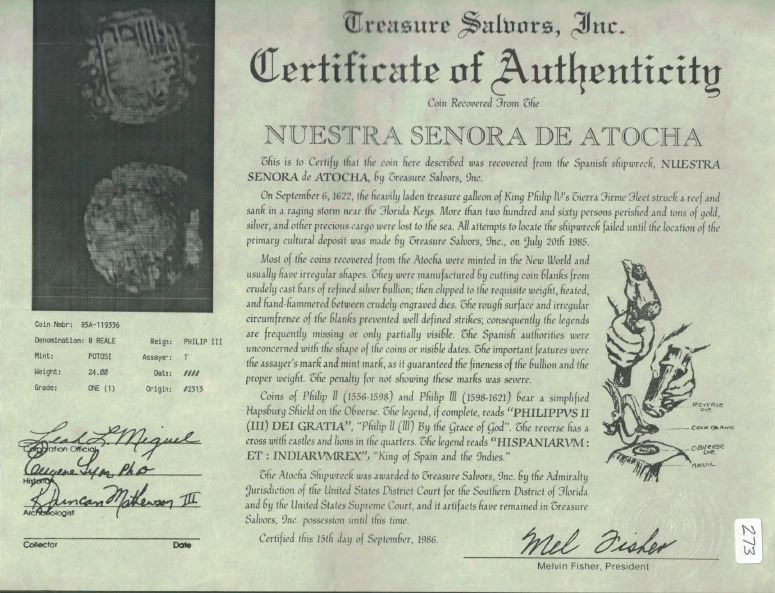 Treasure Salvors, Inc.
Certificate of Authenticity
Coin Recovered From The
NUESTRA SENORA DE ATOCHA
This is to Certify that the coin here described was recovered from the Spanish shipwreck, NUESTRA
SENORA de ATOCHA, by Treasure Salvors, Inc.
On September 6, 1622, the heavily laden treasure galleon of King Philip IV's Tierra Firme Fleet struck a reef and
sank in a raging storm near the Florida Keys. More than two hundred and sixty persons perished and tons of gold,
silver, and other precious cargo were lost to the sea. All attempts to locate the shipwreck failed until the location of the
primary cultural deposit was made by Treasure Salvors, Inc., on July 20th 1985.
Most of the coins recovered from the Atocha were minted in the New World and
usually have irregular shapes. They were manufactured by cutting coin blanks from
crudely cast bars of refined silver bullion; then clipped to the requisite weight, heated,
and hand-hammered between crudely engraved dies. The rough surface and irregular
circumfrence of the blanks prevented well defined strikes; consequently the legends
are frequently missing or only partially visible. The Spanish authorities were
unconcerned with the shape of the coins or visible dates. The important features were
the assayer's mark and mint mark, as it guaranteed the fineness of the bullion and the
proper weight. The penalty for not showing these marks was severe.
Coins of Philip II (1556-1598) and Philip III (1598-1621) bear a simplified
Hapsburg Shield on the Obverse. The legend, if complete, reads "PHILIPPVS II
(III) DEI GRATIA", "Philip II (III) By the Grace of God". The reverse has a
cross with castles and lions in the quarters. The legend reads "HISPANIARVM :
ET : INDIARVMREX", "King of Spain and the Indies."
The Atocha Shipwreck was awarded to Treasure Salvors, Inc. by the Admiralty
Jurisdiction of the United States District Court for the Southern District of Florida
and by the United States Supreme Court, and it artifacts have remained in Treasure
Salvors, Inc. possession until this time.
Certified this 15th day of September, 1986.
REVERSE DIE
COIN BLANK
OBVERSE DIE
ANVIL
Coin Nmbr: 85A-119336
Denomination: 8 REALE Reign: PHILIP III
Mint: POTOSI Assayer: T
Weight: 24.00 Date: ####
Grade: ONE (1) Origin: #2313
Leah L Miguel
Corporation Official
Eugene Lyon PhD
Historian
R Duncan Mathewson III
Archaeologist
Collector Date
Mel Fisher
Melvin Fisher, President
273